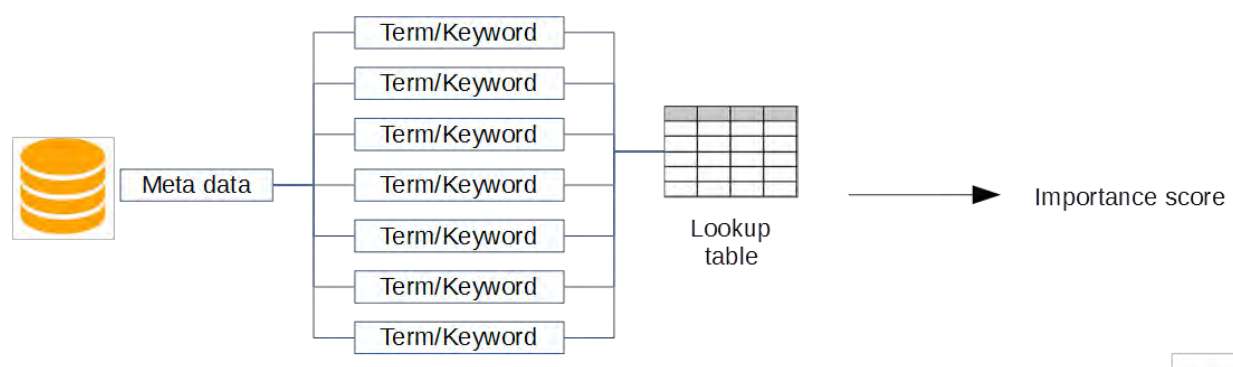 Term/Keyword
Term/Keyword
Term/Keyword
Meta data
Term/Keyword
Term/Keyword
Term/Keyword
Term/Keyword
Lookup
table
Importance score